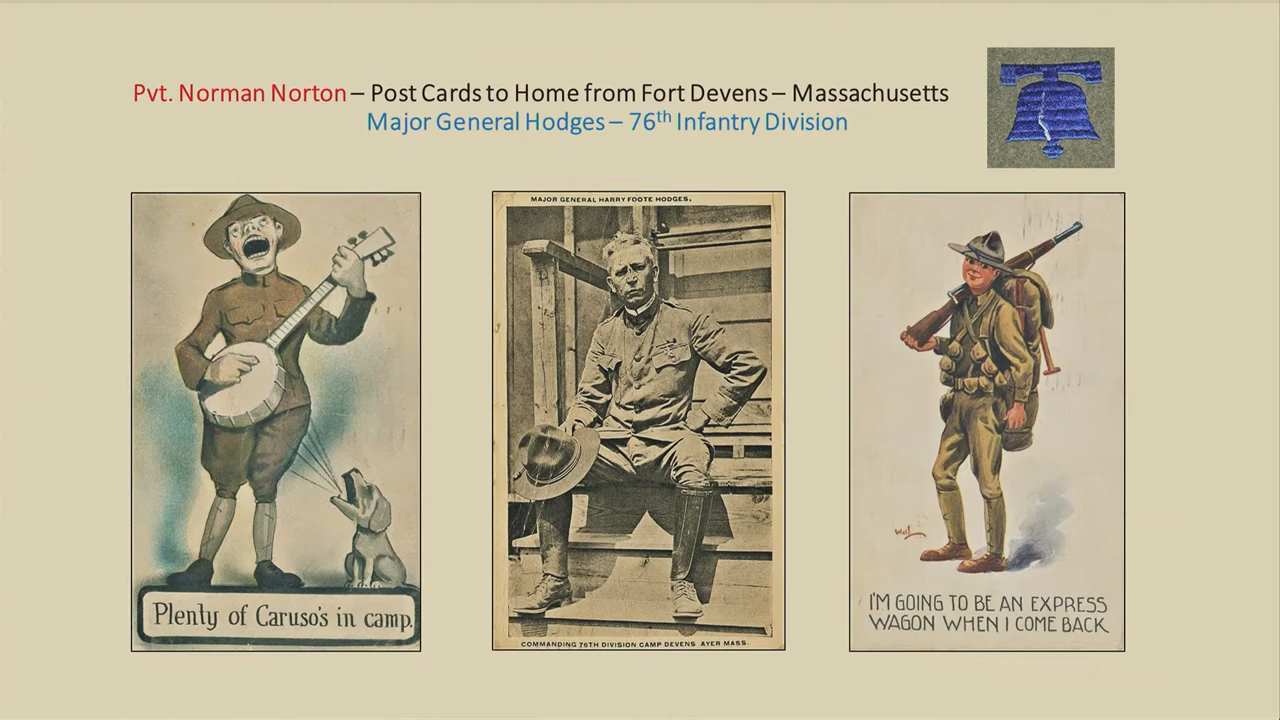 Pvt. Norman Norton – Post Cards to Home from Fort Devens – Massachusetts
Major General Hodges – 76th Infantry Division
Plenty of Caruso's in camp.
MAJOR GENERAL HARRY FOOTE HODGES.
COMMANDING 76TH DIVISION CAMP DEVENS AYER MASS.
I'M GOING TO BE AN EXPRESS
WAGON WHEN I COME BACK